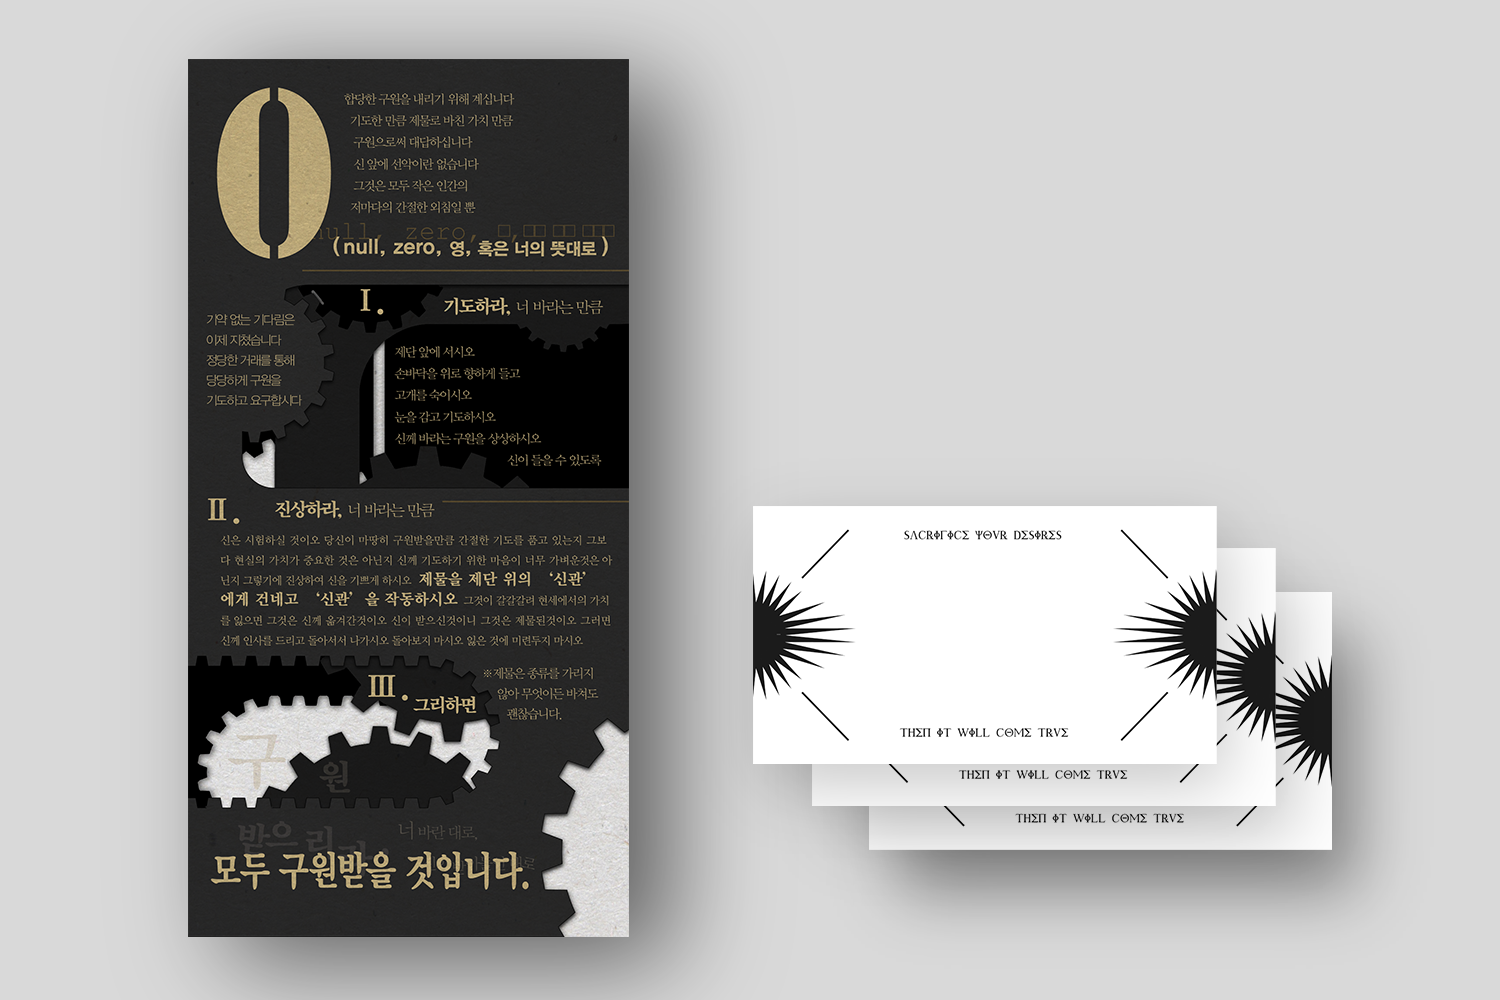 0
합당한 구원을 내리기 위해 계십니다
기도한 만큼 제물로 바친 가치 만큼
구원으로써 대답하십니다
신 앞에 선악이란 없습니다
그것은 모두 작은 인간의
저마다의 간절한 외침일 뿐
null, zero, □,□□ □□ □□□
(null, zero, 영, 혹은 너의 뜻대로)
I.
기도하라, 너 바라는 만큼
기약 없는 기다림은
이제 지쳤습니다
정당한 거래를 통해
당당하게 구원을
기도하고 요구합시다
제단 앞에 서시오
손바닥을 위로 향하게 들고
고개를 숙이시오
눈을 감고 기도하시오
신께 바라는 구원을 상상하시오
신이 들을 수 있도록
II.
진상하라, 너 바라는 만큼
신은 시험하실 것이오 당신이 마땅히 구원받을만큼 간절한 기도를 품고 있는지 그보
다 현실의 가치가 중요한 것은 아닌지 신께 기도하기 위한 마음이 너무 가벼운것은 아
닌지 그렇기에 진상하여 신을 기쁘게 하시오 제물을 제단 위의 ‘신관’
에게 건네고 ‘신관’ 을 작동하시오 그것이 갈갈갈려 현세에서의 가치
를 잃으면 그것은 신께 옮겨간것이오 신이 받으신것이니 그것은 제물된것이오 그러면
신께 인사를 드리고 돌아서서 나가시오 돌아보지 마시오 잃은 것에 미련두지 마시오
※제물은 종류를 가리지
않아 무엇이든 바쳐도
괜찮습니다.
III.
그리하면
구 원
받으리
너 바란 대로.
모두 구원받을 것입니다.
SΛCRΙFΙCΣ ΨΘVR DΣSΙRΣS
THΣΠ ΙT WΙLL CΘMΣ TRVΣ
THΣΠ ΙT WΙLL CΘMΣ TRVΣ
THΣΠ ΙT WΙLL CΘMΣ TRVΣ